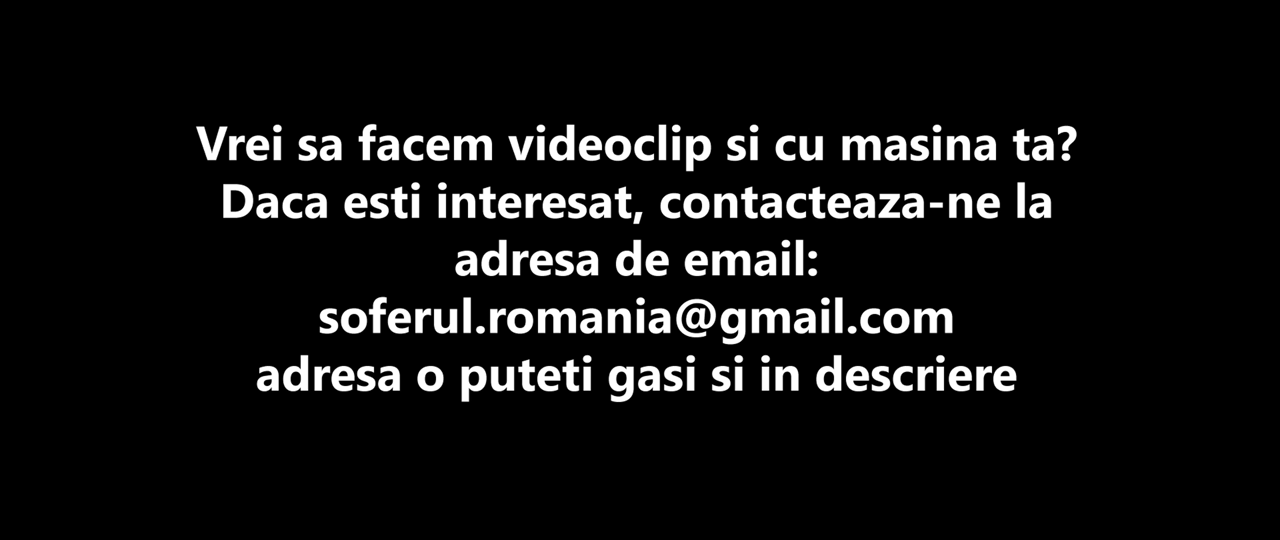 Vrei sa facem videoclip si cu masina ta?
Daca esti interesat, contacteaza-ne la
adresa de email:
soferul.romania@gmail.com
adresa o puteti gasi si in descriere